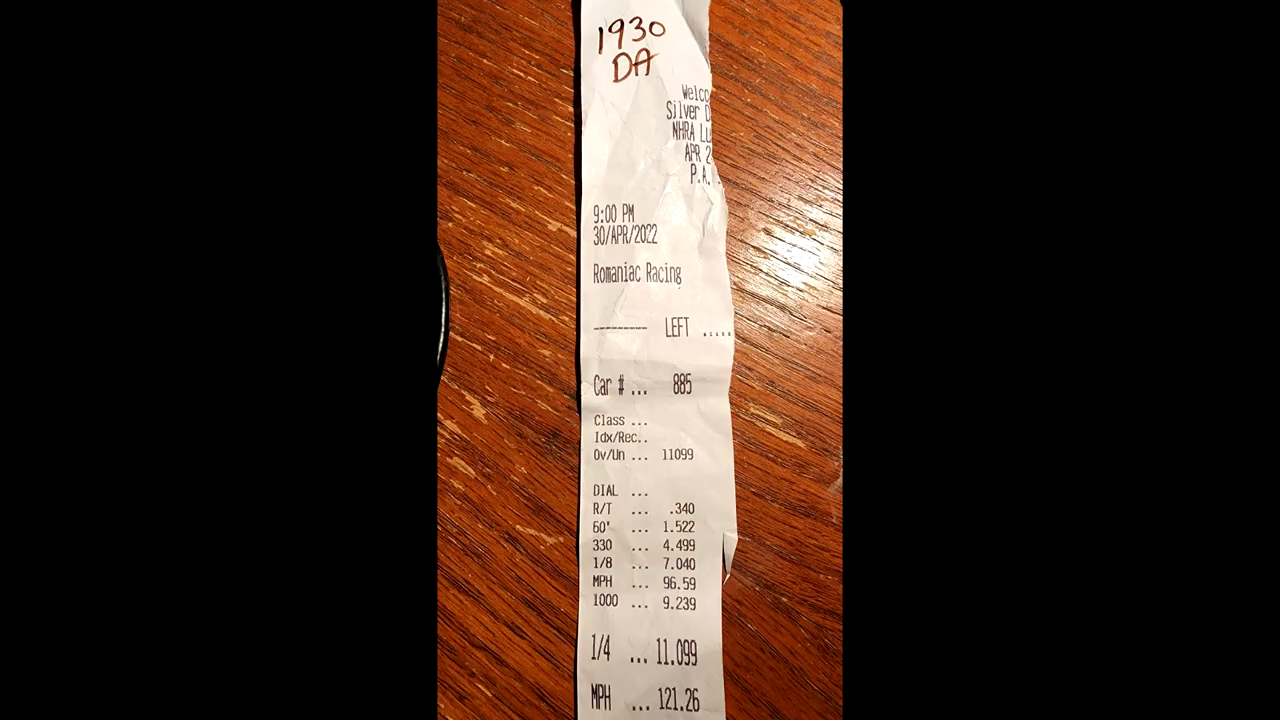 1930
DA
Welco
Silver D
NHRA
APR 2
P.A.
9:00 PM
30/APR/2022
Romaniac Racing
------- LEFT .....
Car # ... 885
Class ...
Idx/Rec..
Ov/Un ... 11099
DIAL ...
R/T ... .340
60' ... 1.522
330 ... 4.499
1/8 ... 7.040
MPH ... 96.59
1000 ... 9.239
1/4 ... 11.099
MPH ... 121.26